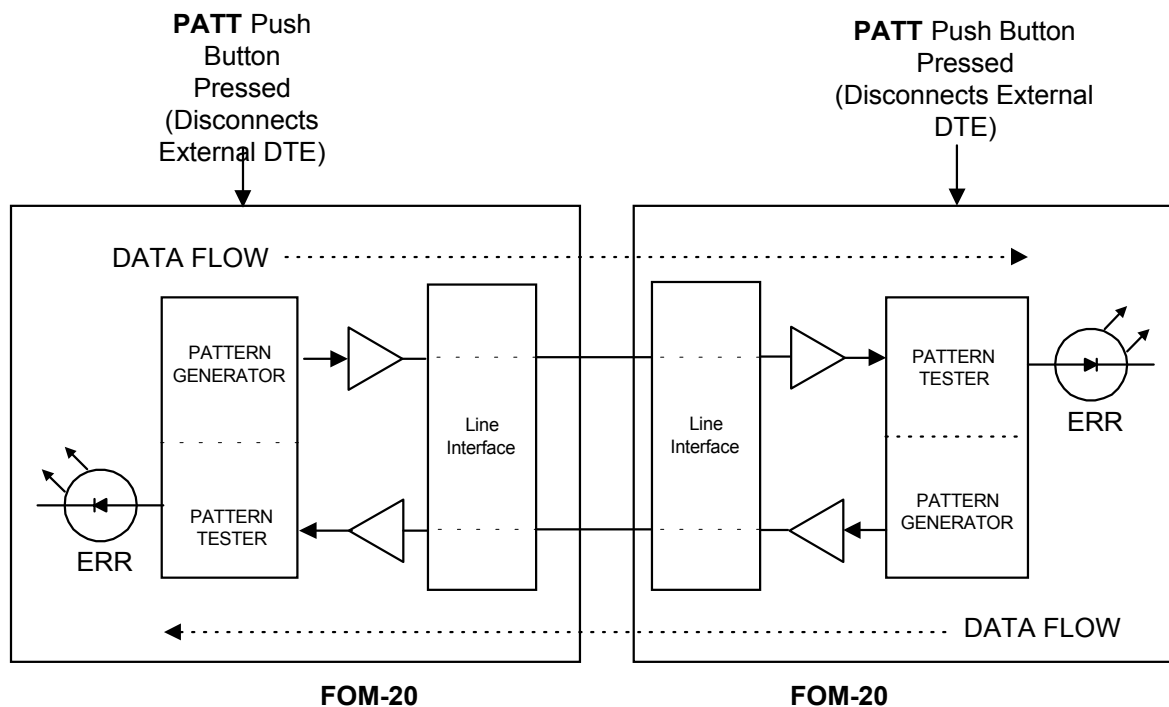 PATT Push
Button
Pressed
(Disconnects
External DTE)
PATT Push Button
Pressed
(Disconnects External
DTE)
DATA FLOW
PATTERN
GENERATOR
PATTERN
TESTER
ERR
Line
Interface
Line
Interface
PATTERN
TESTER
PATTERN
GENERATOR
ERR
DATA FLOW
FOM-20
FOM-20